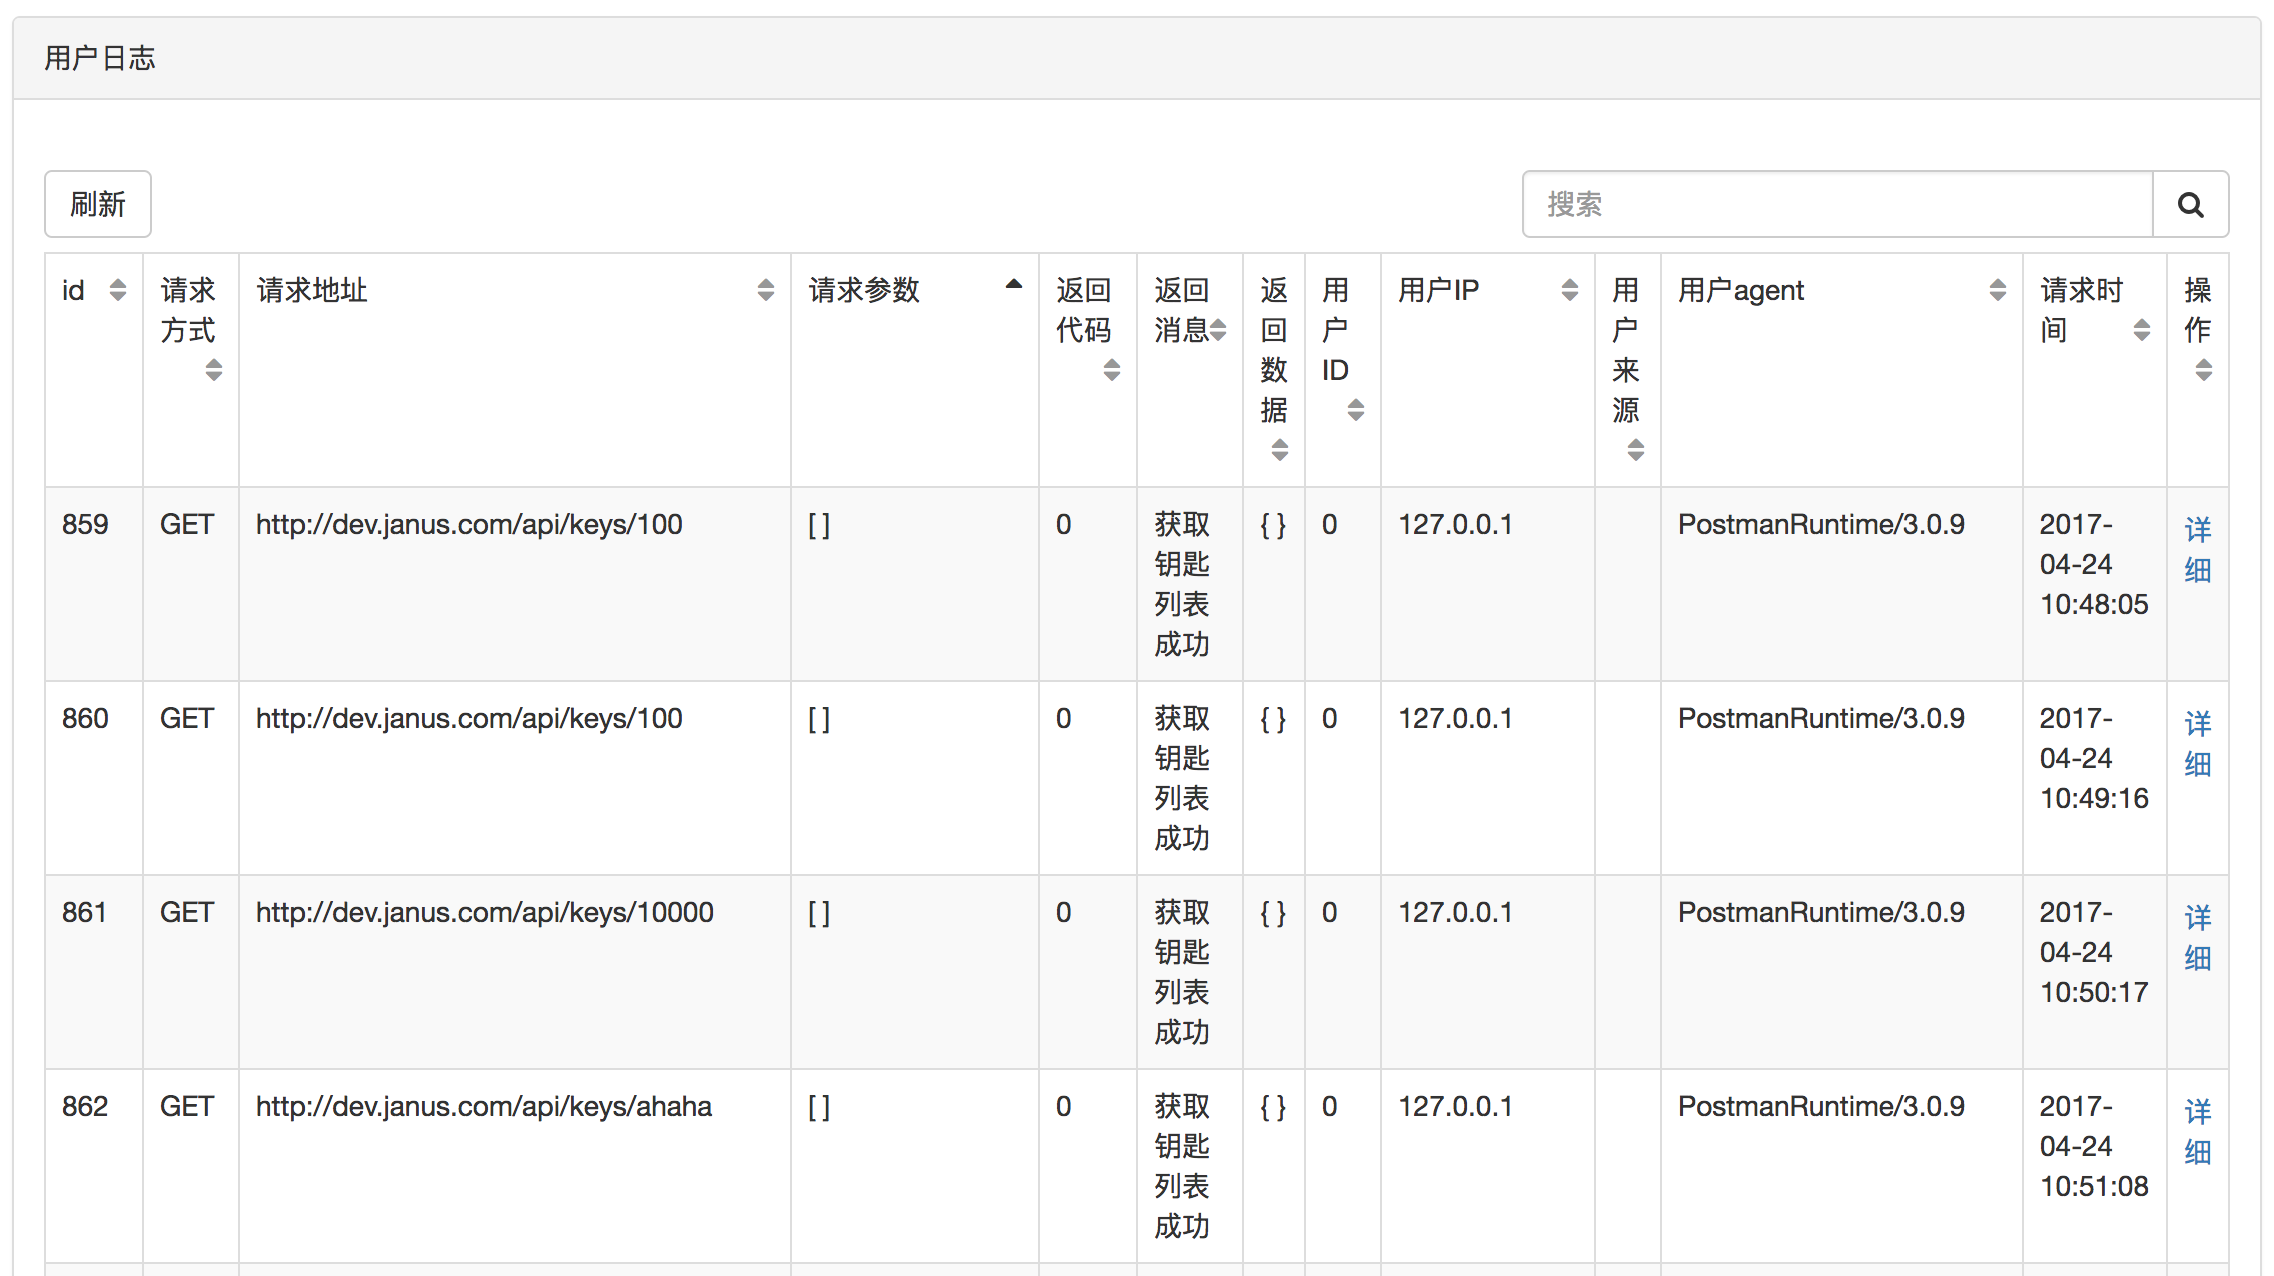 用户日志
刷新
搜索
id
请求
方式
请求地址
请求参数
返回
代码
返回
消息
返
回
数
据
用
户
ID
用户IP
用
户
来
源
用户agent
请求时
间
操
作
859
GET
http://dev.janus.com/api/keys/100
[ ]
0
获取
钥匙
列表
成功
{ }
0
127.0.0.1
PostmanRuntime/3.0.9
2017-
04-24
10:48:05
详
细
860
GET
http://dev.janus.com/api/keys/100
[ ]
0
获取
钥匙
列表
成功
{ }
0
127.0.0.1
PostmanRuntime/3.0.9
2017-
04-24
10:49:16
详
细
861
GET
http://dev.janus.com/api/keys/10000
[ ]
0
获取
钥匙
列表
成功
{ }
0
127.0.0.1
PostmanRuntime/3.0.9
2017-
04-24
10:50:17
详
细
862
GET
http://dev.janus.com/api/keys/ahaha
[ ]
0
获取
钥匙
列表
成功
{ }
0
127.0.0.1
PostmanRuntime/3.0.9
2017-
04-24
10:51:08
详
细